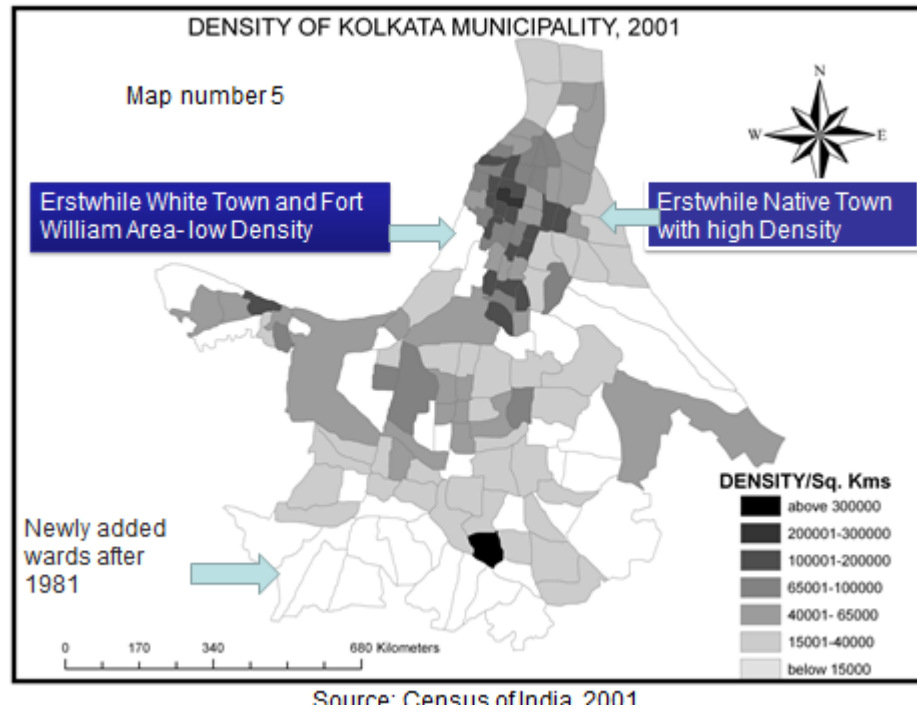 DENSITY OF KOLKATA MUNICIPALITY, 2001
Map number 5
N
W
E
Erstwhile White Town and Fort
William Area- low Density
Erstwhile Native Town
with high Density
Newly added
wards after
1981
DENSITY/Sq. Kms
above 300000
200001-300000
100001-200000
65001-100000
40001- 65000
15001-40000
below 15000
0 170 340 680 Kilometers
Source: Census of India, 2001